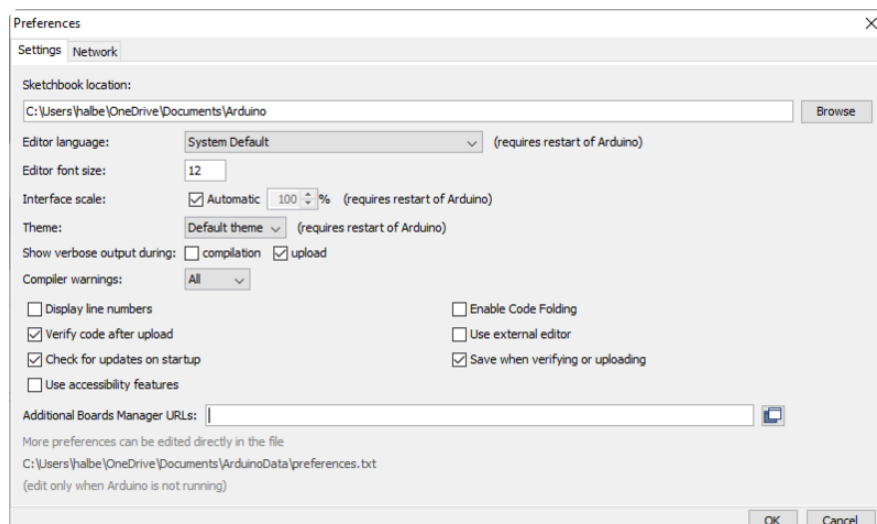 Preferences
Settings Network
Sketchbook location:
C:\Users\halbe\OneDrive\Documents\Arduino Browse
Editor language: System Default (requires restart of Arduino)
Editor font size: 12
Interface scale: Automatic 100 % (requires restart of Arduino)
Theme: Default theme (requires restart of Arduino)
Show verbose output during: compilation upload
Compiler warnings: All
Display line numbers Enable Code Folding
Verify code after upload Use external editor
Check for updates on startup Save when verifying or uploading
Use accessibility features
Additional Boards Manager URLs:
More preferences can be edited directly in the file
C:\Users\halbe\OneDrive\Documents\ArduinoData\preferences.txt
(edit only when Arduino is not running)
OK Cancel